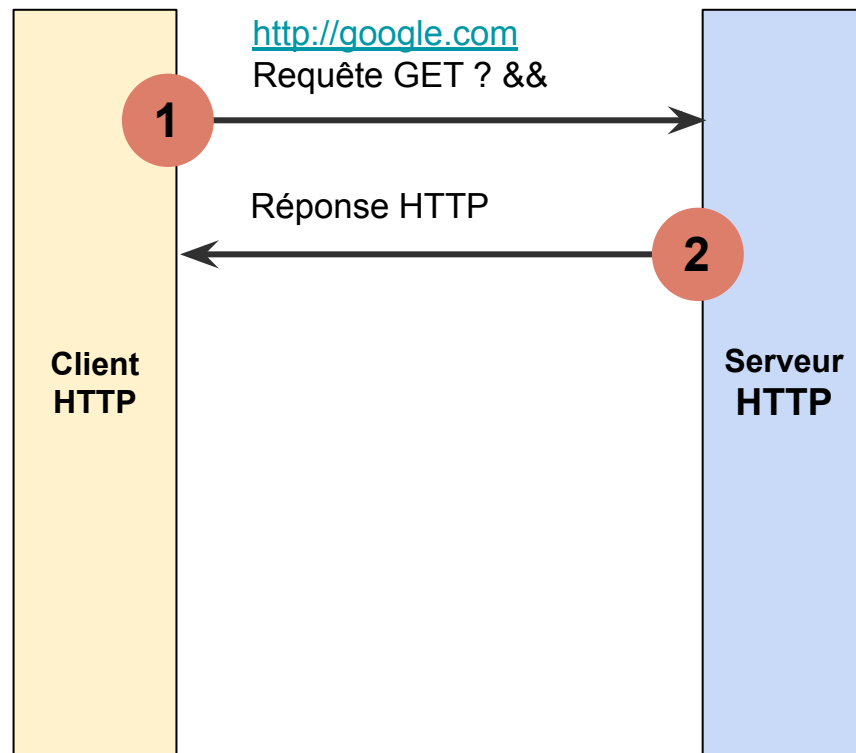 http://google.com
Requête GET ? &&
1
Réponse HTTP
2
Client
HTTP
Serveur
HTTP